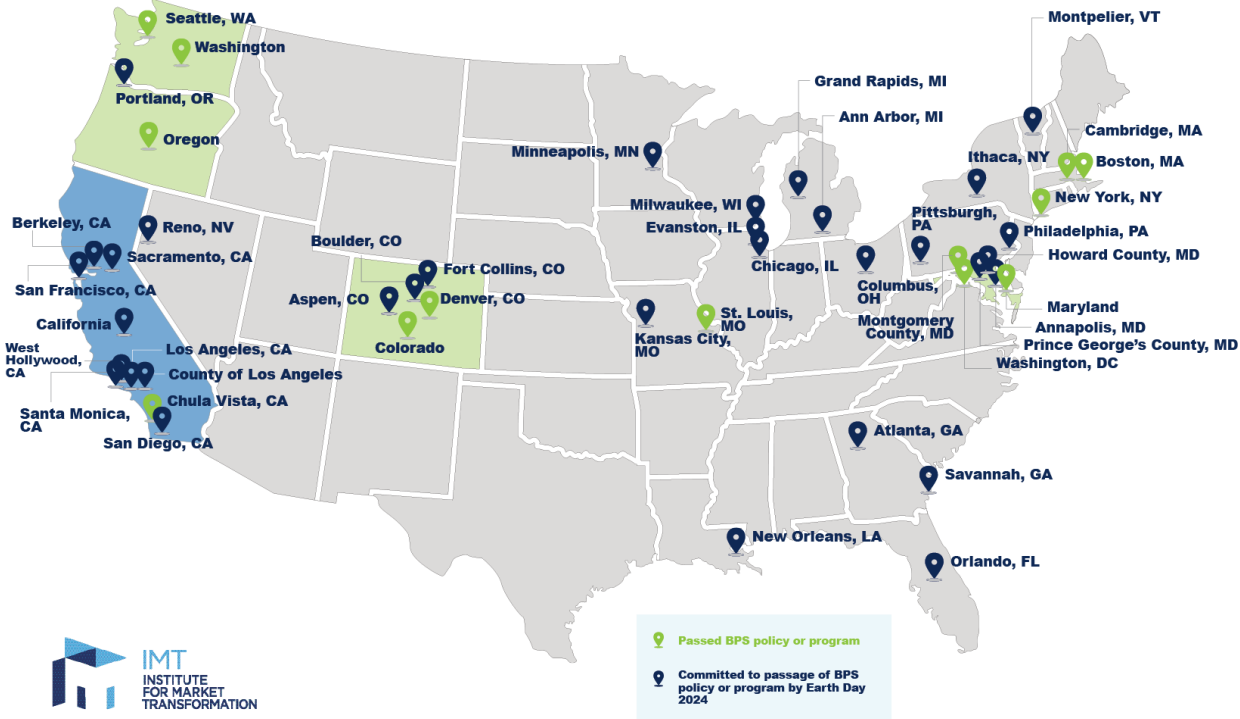 Seattle, WA
Washington
Portland, OR
Oregon
Berkeley, CA
Reno, NV
Sacramento, CA
San Francisco, CA
California
West
Hollywood,
CA
Los Angeles, CA
County of Los Angeles
Santa Monica,
CA
Chula Vista, CA
San Diego, CA
Boulder, CO
Fort Collins, CO
Aspen, CO
Denver, CO
Colorado
Minneapolis, MN
Milwaukee, WI
Evanston, IL
Chicago, IL
Grand Rapids, MI
Ann Arbor, MI
Kansas City,
MO
St. Louis,
MO
Columbus,
OH
Pittsburgh,
PA
Ithaca, NY
Montpelier, VT
Cambridge, MA
Boston, MA
New York, NY
Philadelphia, PA
Howard County, MD
Montgomery
County, MD
Maryland
Annapolis, MD
Prince George's County, MD
Washington, DC
Atlanta, GA
Savannah, GA
New Orleans, LA
Orlando, FL
Passed BPS policy or program
Committed to passage of BPS
policy or program by Earth Day
2024
IMT
INSTITUTE
FOR MARKET
TRANSFORMATION